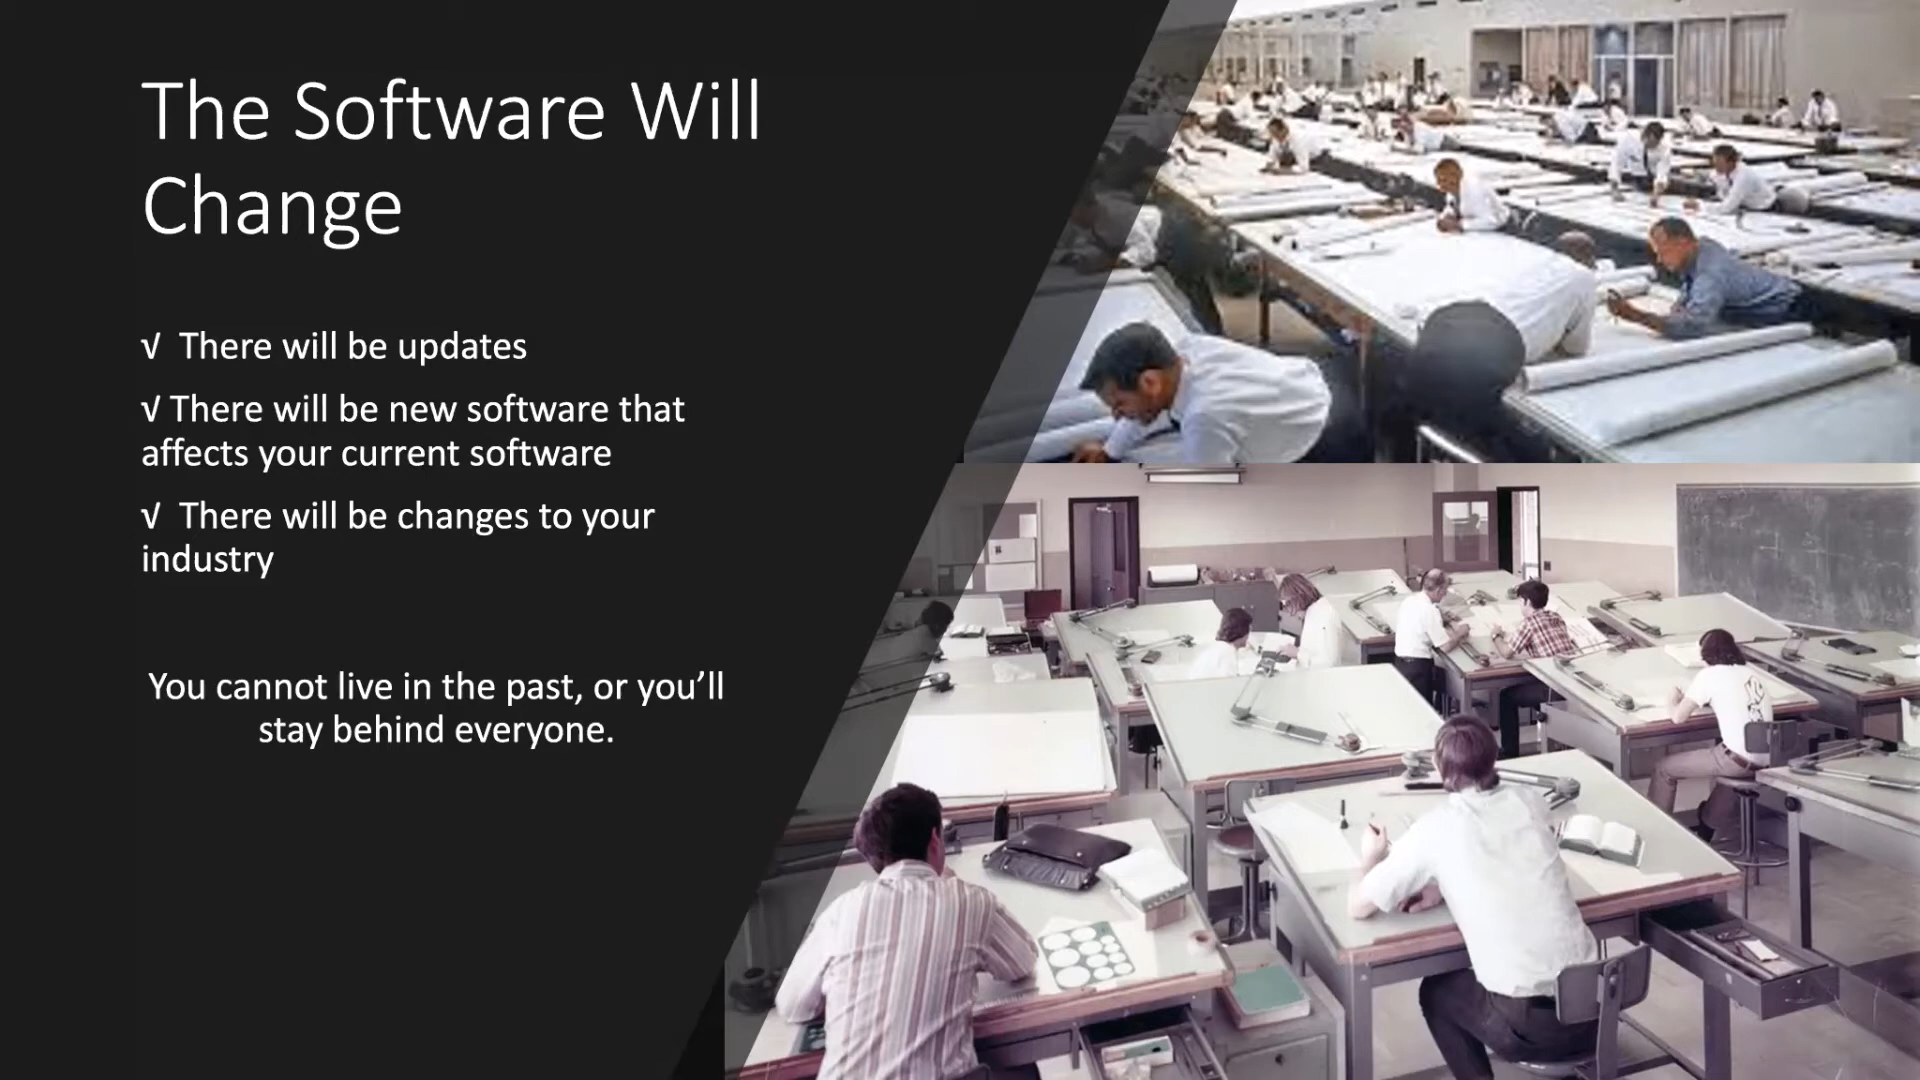 The Software Will
Change
√ There will be updates
√ There will be new software that
affects your current software
√ There will be changes to your
industry
You cannot live in the past, or you’ll
stay behind everyone.